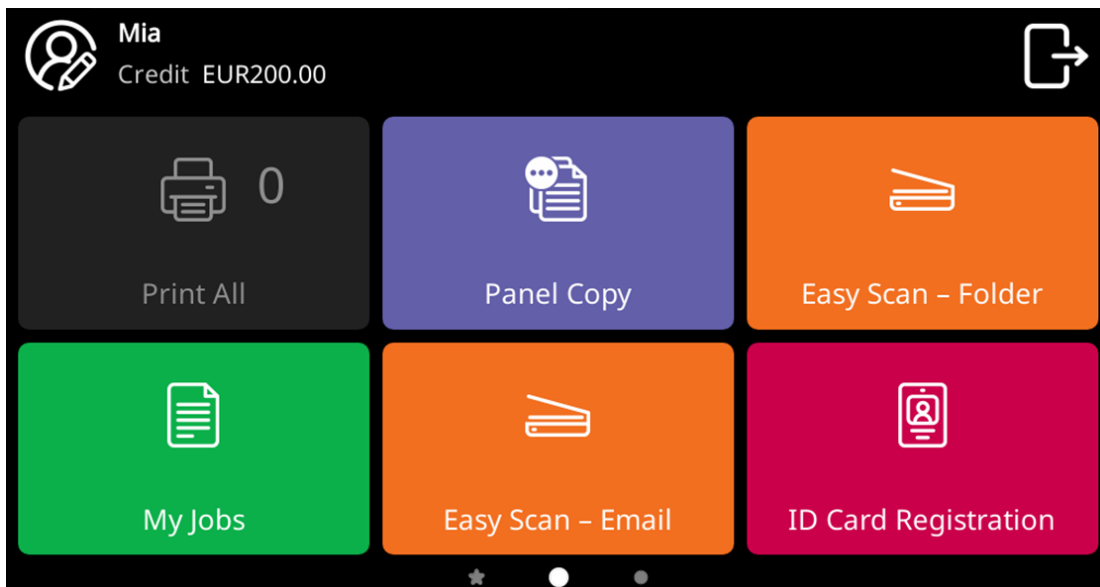 Mia
Credit EUR200.00
0
Print All
Panel Copy
Easy Scan – Folder
My Jobs
Easy Scan – Email
ID Card Registration